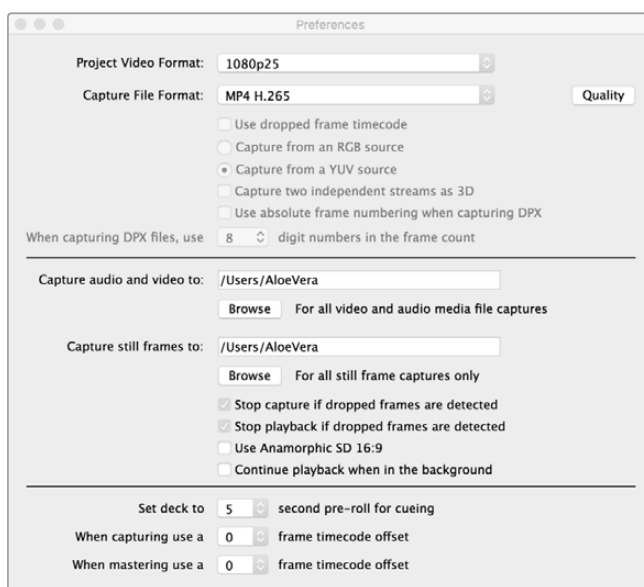 Preferences
Project Video Format: 1080p25
Capture File Format: MP4 H.265 Quality
Use dropped frame timecode
Capture from an RGB source
Capture from a YUV source
Capture two independent streams as 3D
Use absolute frame numbering when capturing DPX
When capturing DPX files, use 8 digit numbers in the frame count
Capture audio and video to: /Users/AloeVera
Browse For all video and audio media file captures
Capture still frames to: /Users/AloeVera
Browse For all still frame captures only
Stop capture if dropped frames are detected
Stop playback if dropped frames are detected
Use Anamorphic SD 16:9
Continue playback when in the background
Set deck to 5 second pre-roll for cueing
When capturing use a 0 frame timecode offset
When mastering use a 0 frame timecode offset